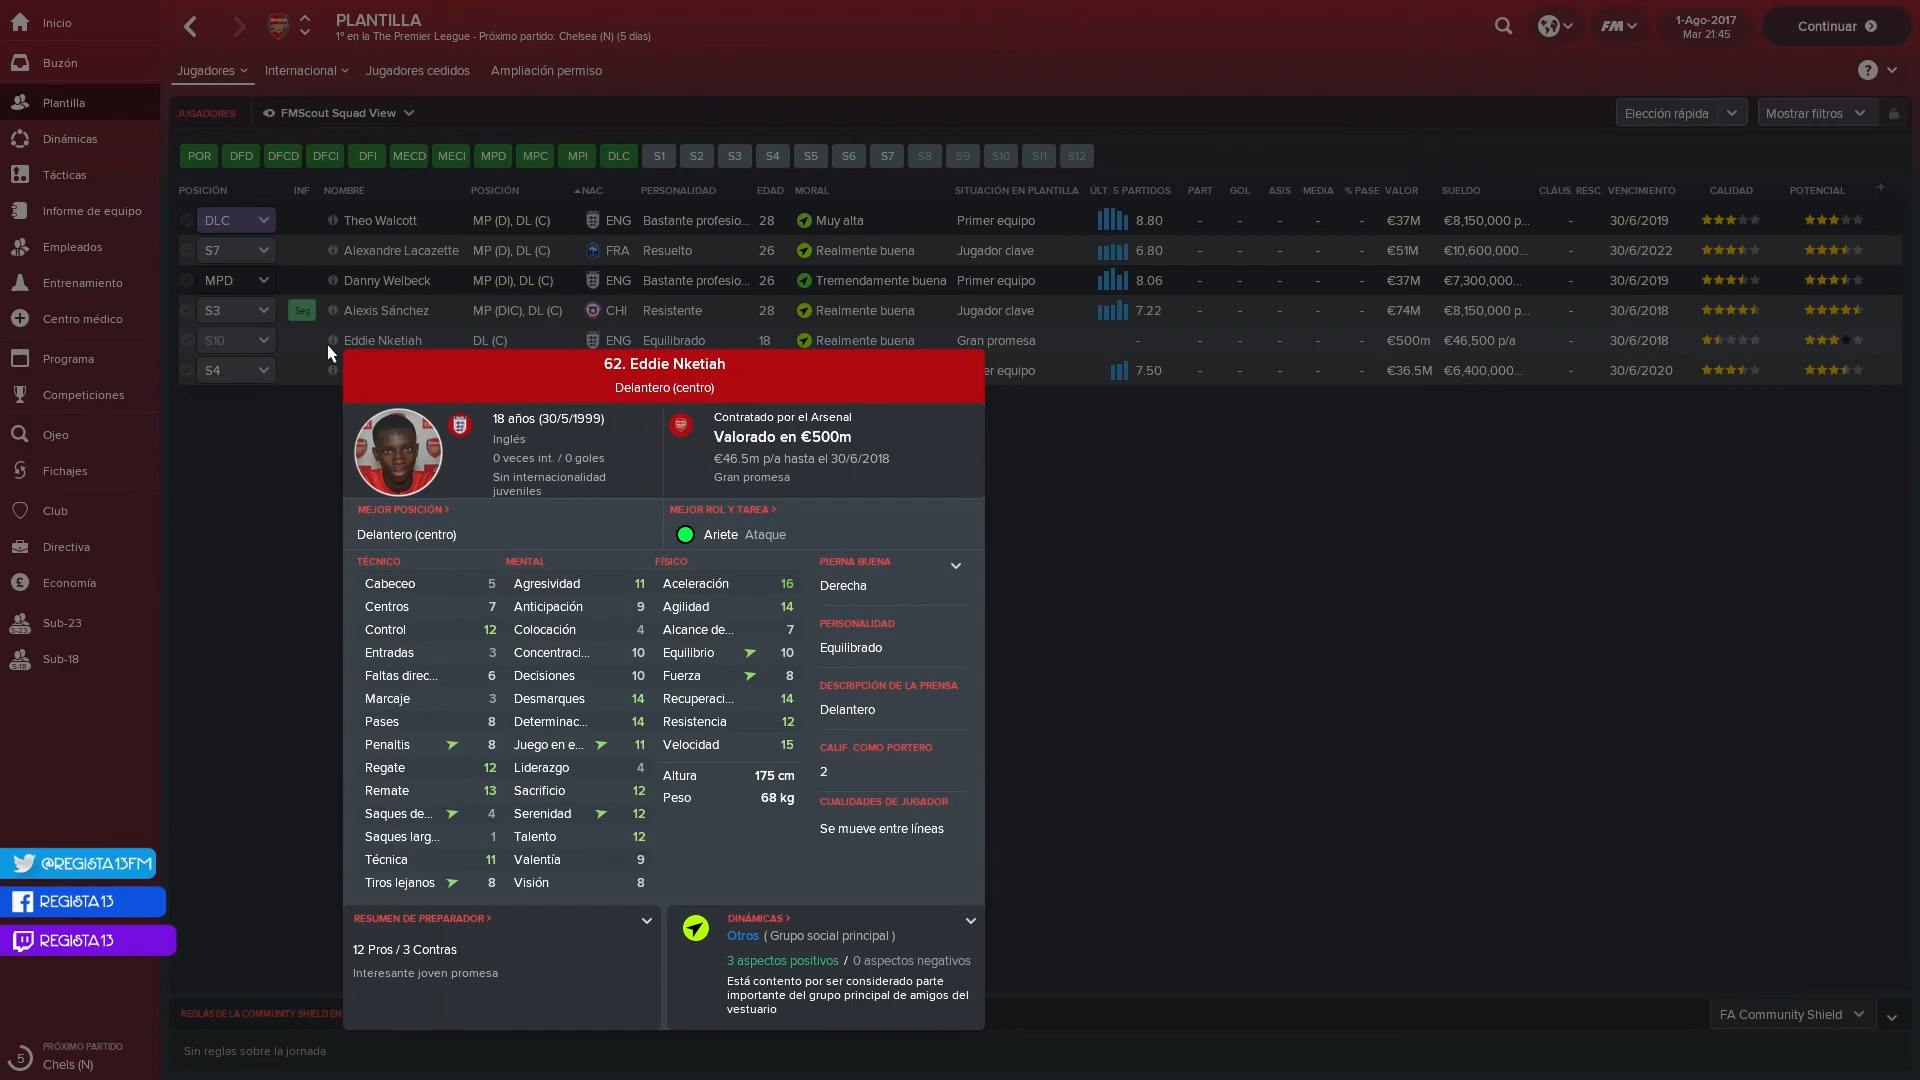 Inicio
Buzón
Plantilla
Dinámicas
Tácticas
Informe de equipo
Empleados
Entrenamiento
Centro médico
Programa
Competiciones
Ojeo
Fichajes
Club
Directiva
Economía
Sub-23
Sub-18
@REGISTA13FM
REGISTA13
REGISTA13
5 PRÓXIMO PARTIDO
Chels (N)
PLANTILLA
1º en la The Premier League - Próximo partido: Chelsea (N) (5 días)
FM
1-Ago-2017
Mar 21:45
Continuar
Jugadores Internacional Jugadores cedidos Ampliación permiso
JUGADORES FMScout Squad View Elección rápida Mostrar filtros
POR DFD DFCD DFCI DFI MECD MECI MPD MPC MPI DLC S1 S2 S3 S4 S5 S6 S7 S8 S9 S10 S11 S12
POSICIÓN INF NOMBRE POSICIÓN NAC PERSONALIDAD EDAD MORAL SITUACIÓN EN PLANTILLA ÚLT. 5 PARTIDOS PART GOL ASIS MEDIA % PASE VALOR SUELDO CLÁUS. RESC. VENCIMIENTO CALIDAD POTENCIAL +
DLC Theo Walcott MP (D), DL (C) ENG Bastante profesio... 28 Muy alta Primer equipo 8.80 - - - - - €37M €8,150,000 p... - 30/6/2019
S7 Alexandre Lacazette MP (D), DL (C) FRA Resuelto 26 Realmente buena Jugador clave 6.80 - - - - - €51M €10,600,000... - 30/6/2022
MPD Danny Welbeck MP (DI), DL (C) ENG Bastante profesio... 26 Tremendamente buena Primer equipo 8.06 - - - - - €37M €7,300,000... - 30/6/2019
S3 Seg Alexis Sánchez MP (DIC), DL (C) CHI Resistente 28 Realmente buena Jugador clave 7.22 - - - - - €74M €8,150,000 p... - 30/6/2018
S10 Eddie Nketiah DL (C) ENG Equilibrado 18 Realmente buena Gran promesa - - - - - - €500m €46,500 p/a - 30/6/2018
S4 er equipo 7.50 - - - - - €36.5M €6,400,000... - 30/6/2020
62. Eddie Nketiah
Delantero (centro)
18 años (30/5/1999)
Inglés
0 veces int. / 0 goles
Sin internacionalidad
juveniles
Contratado por el Arsenal
Valorado en €500m
€46.5m p/a hasta el 30/6/2018
Gran promesa
MEJOR POSICIÓN >
Delantero (centro)
MEJOR ROL Y TAREA >
Ariete Ataque
TÉCNICO
Cabeceo 5
Centros 7
Control 12
Entradas 3
Faltas direc... 6
Marcaje 3
Pases 8
Penaltis 8
Regate 12
Remate 13
Saques de... 4
Saques larg... 1
Técnica 11
Tiros lejanos 8
MENTAL
Agresividad 11
Anticipación 9
Colocación 4
Concentraci... 10
Decisiones 10
Desmarques 14
Determinac... 14
Juego en e... 11
Liderazgo 4
Sacrificio 12
Serenidad 12
Talento 12
Valentía 9
Visión 8
FÍSICO
Aceleración 16
Agilidad 14
Alcance de... 7
Equilibrio 10
Fuerza 8
Recuperaci... 14
Resistencia 12
Velocidad 15
Altura 175 cm
Peso 68 kg
PIERNA BUENA
Derecha
PERSONALIDAD
Equilibrado
DESCRIPCIÓN DE LA PRENSA
Delantero
CALIF. COMO PORTERO
2
CUALIDADES DE JUGADOR
Se mueve entre líneas
RESUMEN DE PREPARADOR >
12 Pros / 3 Contras
Interesante joven promesa
DINÁMICAS >
Otros ( Grupo social principal )
3 aspectos positivos / 0 aspectos negativos
Está contento por ser considerado parte
importante del grupo principal de amigos del
vestuario
REGLAS DE LA COMMUNITY SHIELD EN
FA Community Shield
Sin reglas sobre la jornada